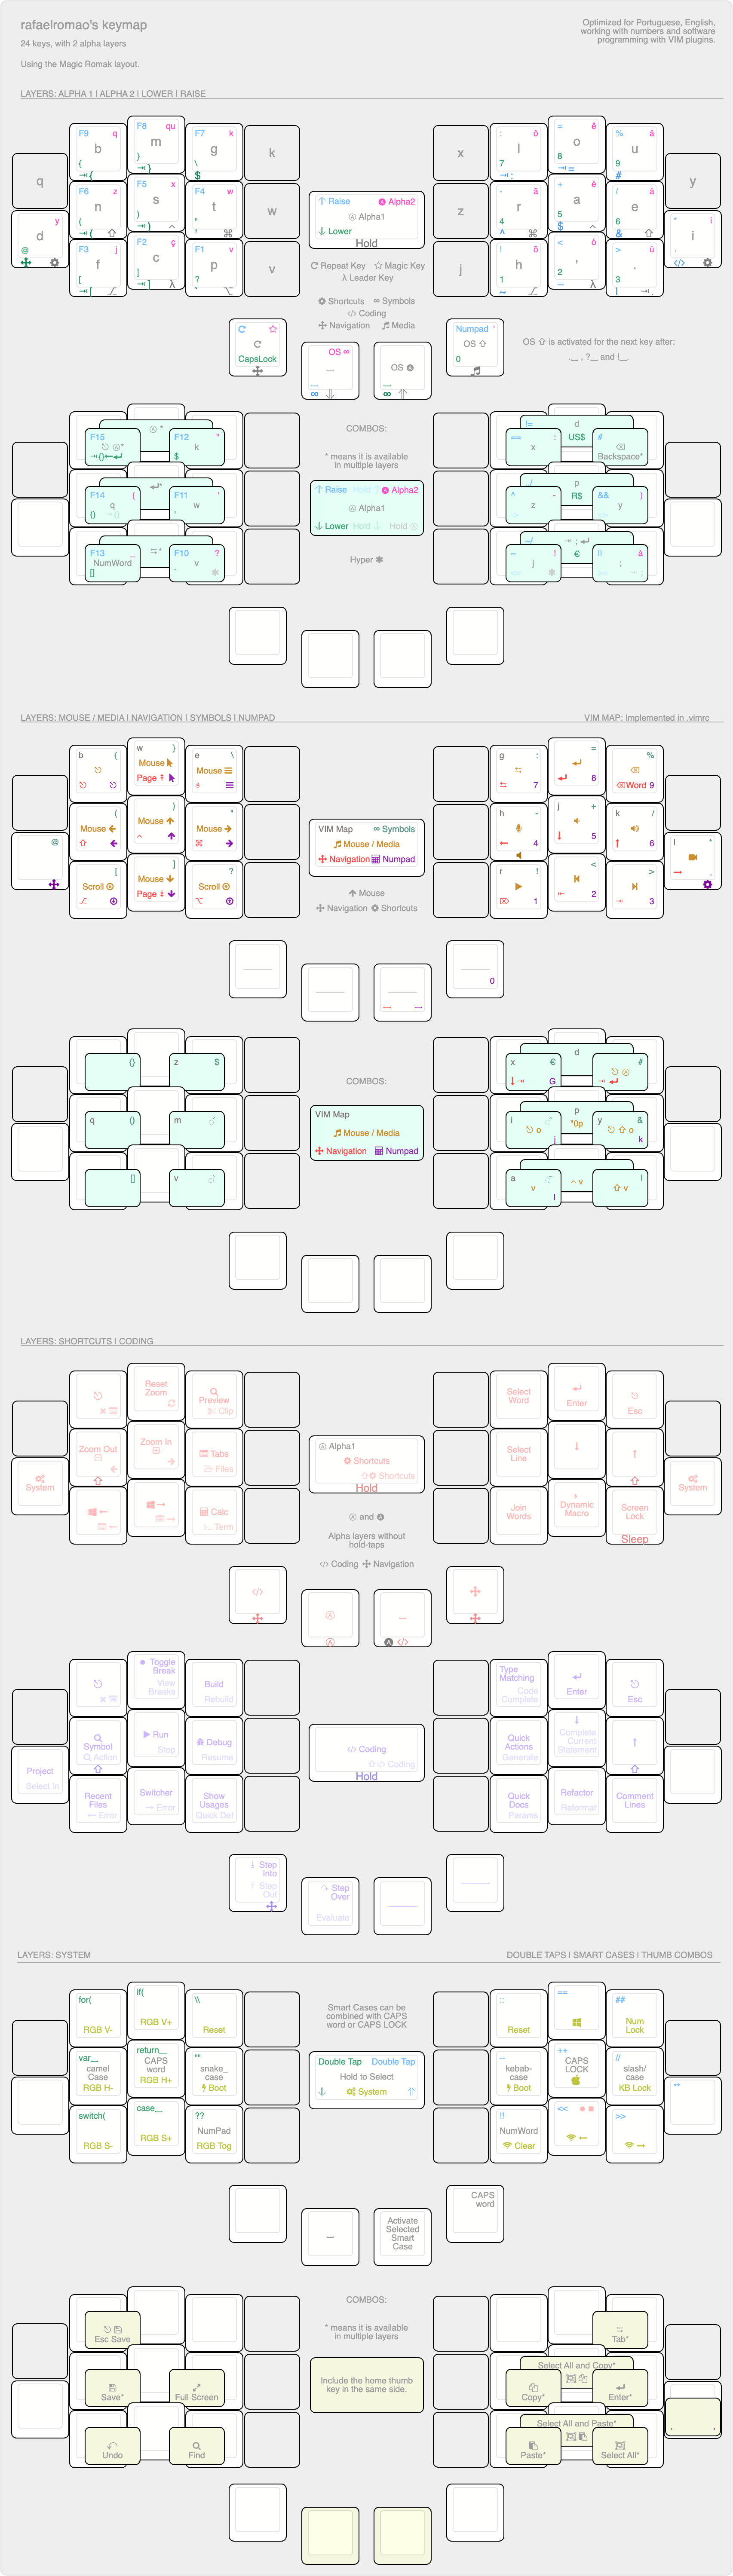 rafaelromao's keymap
24 keys, with 2 alpha layers
Using the Magic Romak layout.
Optimized for Portuguese, English,
working with numbers and software
programming with VIM plugins.
LAYERS: ALPHA 1 | ALPHA 2 | LOWER | RAISE
F9 q
b
{
⇥{
F8 qu
m
}
⇥}
F7 k
g
\
$
k
x
: ô
l
7
⇥:
= ê
o
8
⇥=
% â
u
9
#
q
y
F6 z
n
(
⇥( ⇧
F5 x
s
)
⇥) ^
F4 t
t
"
' ⌘
w
z
- ã
r
4
^ ⌘
+ é
a
5
$ ^
/ á
e
6
& ⇧
y
d
@
* í
i
.
</>
F3 j
f
[
⇥[ ⌥
F2 ç
c
]
⇥] λ
F1 v
p
?
` ⌥
v
j
! õ
h
1
~ ⌥
< ó
,
2
_ λ
> ú
.
3
| ⇥.
Raise Alpha2
Alpha1
Lower
Hold
Repeat Key Magic Key
λ Leader Key
Shortcuts ∞ Symbols
</> Coding
Navigation Media
CapsLock
OS ∞
∞
OS
∞
Numpad '
OS ⇧
0
OS ⇧ is activated for the next key after:
.__ , ?__ and !__.
COMBOS:
* means it is available
in multiple layers
Raise Hold Alpha2
Alpha1
Lower Hold Hold
Hyper ✱
F15
F12 "
k
$
F14 (
q
()
F11 '
w
,
F13 _
NumWord
[]
F10 ?
v
.
!= d
== :
x
US$
#
Backspace*
p
^ -
z
R$
&& )
y
~/
_ !
j
€
|| à
;
LAYERS: MOUSE / MEDIA | NAVIGATION | SYMBOLS | NUMPAD
VIM MAP: Implemented in .vimrc
b {
w }
Mouse
Page
e \
Mouse
g :
7
=
8
%
Word 9
(
Mouse
)
Mouse
^
"
Mouse
⌘
h -
4
j +
5
k /
6
@
l *
.
[
Scroll
]
Mouse
Page
?
Scroll
r !
1
<
2
>
3
VIM Map ∞ Symbols
Mouse / Media
Navigation Numpad
Mouse
Navigation Shortcuts
0
COMBOS:
VIM Map
Mouse / Media
Navigation Numpad
{}
z $
q ()
m
[]
v
d
x €
G
#
p
i
o
j
"0p
y &
o
k
a
v
l
^ v
|
⇧ v
LAYERS: SHORTCUTS | CODING
Reset
Zoom
Preview
Clip
Select
Word
Enter
Esc
Zoom Out
Zoom In
Tabs
Files
Select
Line
System
System
Calc
Term
Join
Words
Dynamic
Macro
Screen
Lock
Sleep
Alpha1
Shortcuts
⇧ Shortcuts
Hold
Ⓐ and 🅐
Alpha layers without
hold-taps
</> Coding Navigation
</>
</>
Toggle
Break
View
Breaks
Build
Rebuild
Type
Matching
Code
Complete
Enter
Esc
Symbol
Action
Run
Stop
Debug
Resume
Quick
Actions
Generate
Complete
Current
Statement
Project
Select In
Recent
Files
Error
Switcher
Error
Show
Usages
Quick Def
Quick
Docs
Params
Refactor
Reformat
Comment
Lines
</> Coding
⇧</> Coding
Hold
Step
Into
Step
Out
Step
Over
Evaluate
LAYERS: SYSTEM
DOUBLE TAPS | SMART CASES | THUMB COMBOS
for(
RGB V-
if(
RGB V+
\\
Reset
::
Reset
==
##
Num
Lock
var__
camel
Case
RGB H-
return__
CAPS
word
RGB H+
""
snake_
case
Boot
--
kebab-
case
Boot
++
CAPS
LOCK
//
slash/
case
KB Lock
**
switch(
RGB S-
case__
RGB S+
??
NumPad
RGB Tog
!!
NumWord
Clear
<<
>>
Smart Cases can be
combined with CAPS
word or CAPS LOCK
Double Tap Double Tap
Hold to Select
System
Activate
Selected
Smart
Case
CAPS
word
COMBOS:
* means it is available
in multiple layers
Include the home thumb
key in the same side.
Esc Save
Save*
Full Screen
Undo
Find
Tab*
Select All and Copy*
Copy*
Enter*
Select All and Paste*
Paste*
Select All*
, ,